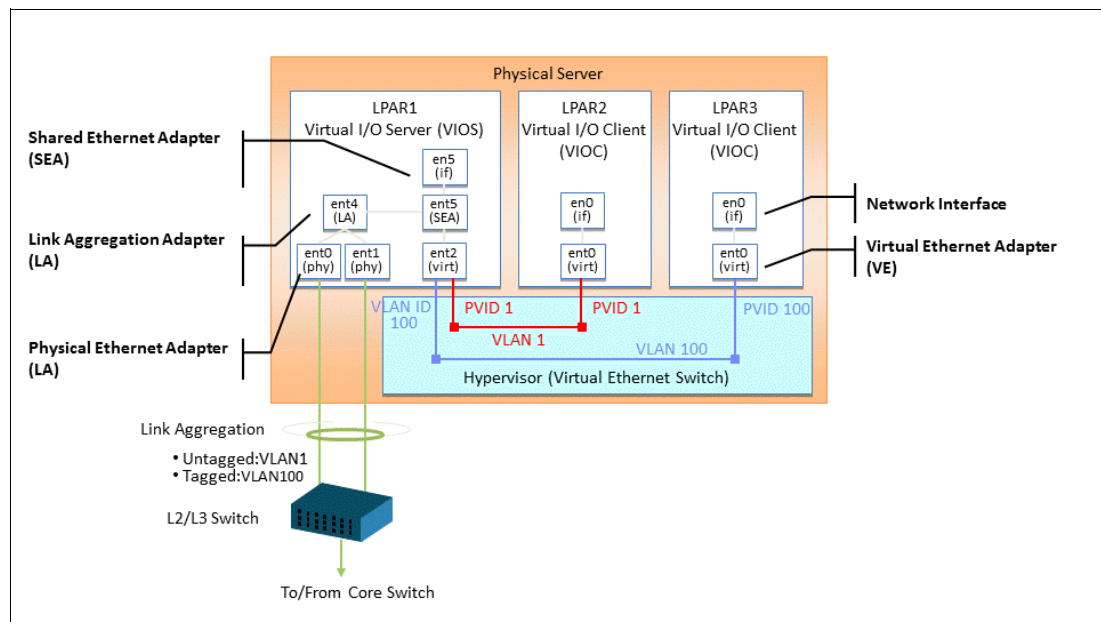 Physical Server
LPAR1
Virtual I/O Server (VIOS)
LPAR2
Virtual I/O Client
(VIOC)
LPAR3
Virtual I/O Client
(VIOC)
Shared Ethernet Adapter
(SEA)
Link Aggregation Adapter
(LA)
Physical Ethernet Adapter
(LA)
Network Interface
Virtual Ethernet Adapter
(VE)
en5
(if)
ent4
(LA)
ent5
(SEA)
ent0
(phy)
ent1
(phy)
ent2
(virt)
en0
(if)
ent0
(virt)
en0
(if)
ent0
(virt)
VLAN ID
100
PVID 1
PVID 1
PVID 100
VLAN 1
VLAN 100
Hypervisor (Virtual Ethernet Switch)
Link Aggregation
• Untagged:VLAN1
• Tagged:VLAN100
L2/L3 Switch
To/From Core Switch